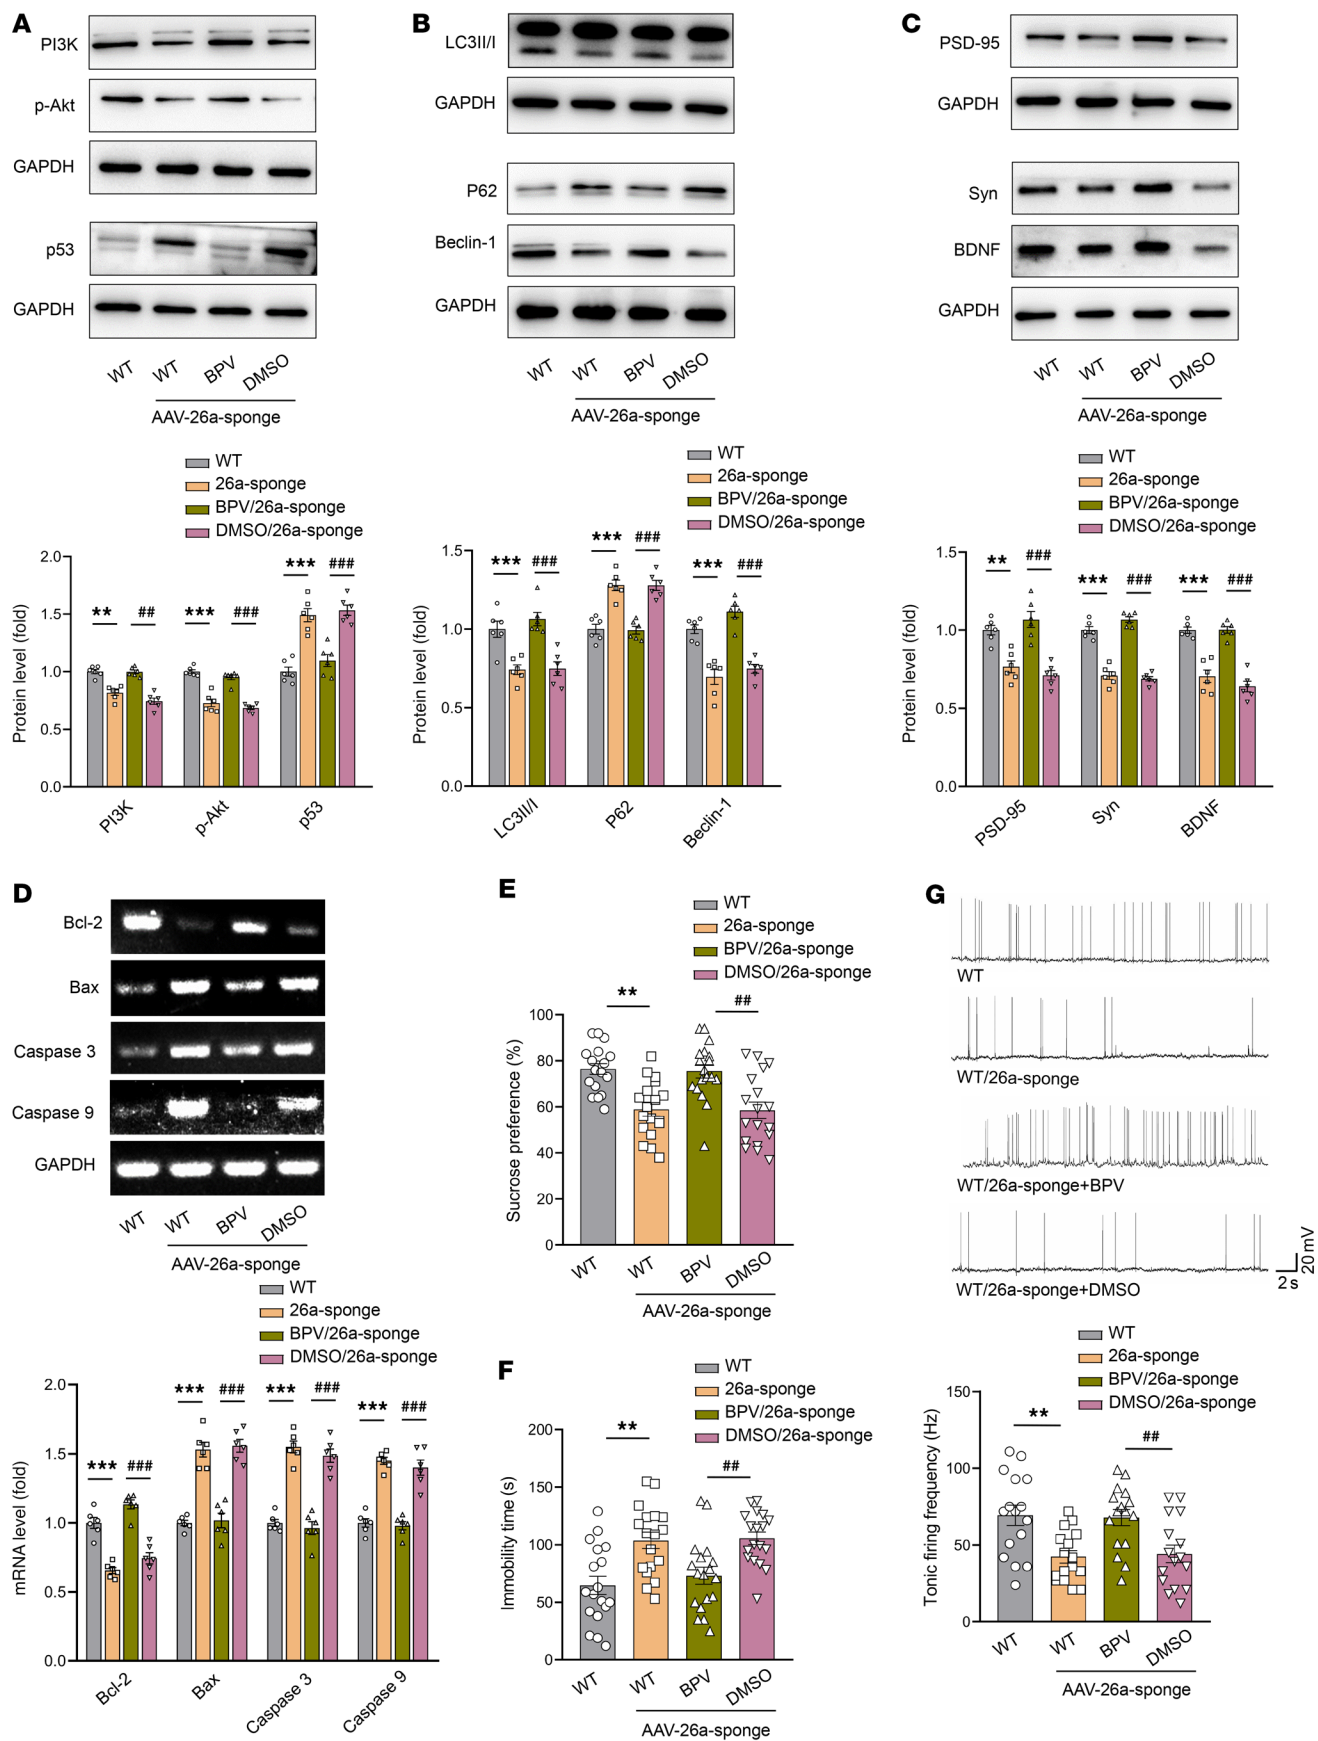 A
PI3K
p-Akt
GAPDH
p53
GAPDH
WT
WT
BPV
DMSO
AAV-26a-sponge
WT
26a-sponge
BPV/26a-sponge
DMSO/26a-sponge
Protein level (fold)
2.0
1.5
1.0
0.5
0.0
**
##
***
###
***
###
PI3K
p-Akt
p53
B
LC3II/I
GAPDH
P62
Beclin-1
GAPDH
WT
WT
BPV
DMSO
AAV-26a-sponge
WT
26a-sponge
BPV/26a-sponge
DMSO/26a-sponge
Protein level (fold)
1.5
1.0
0.5
0.0
***
###
***
###
***
###
LC3II/I
P62
Beclin-1
C
PSD-95
GAPDH
Syn
BDNF
GAPDH
WT
WT
BPV
DMSO
AAV-26a-sponge
WT
26a-sponge
BPV/26a-sponge
DMSO/26a-sponge
Protein level (fold)
1.5
1.0
0.5
0.0
**
###
***
###
***
###
PSD-95
Syn
BDNF
D
Bcl-2
Bax
Caspase 3
Caspase 9
GAPDH
WT
WT
BPV
DMSO
AAV-26a-sponge
WT
26a-sponge
BPV/26a-sponge
DMSO/26a-sponge
mRNA level (fold)
2.0
1.5
1.0
0.5
0.0
***
###
***
###
***
###
***
###
Bcl-2
Bax
Caspase 3
Caspase 9
E
WT
26a-sponge
BPV/26a-sponge
DMSO/26a-sponge
Sucrose preference (%)
100
80
60
40
20
0
**
##
WT
WT
BPV
DMSO
AAV-26a-sponge
F
WT
26a-sponge
BPV/26a-sponge
DMSO/26a-sponge
Immobility time (s)
200
150
100
50
0
**
##
WT
WT
BPV
DMSO
AAV-26a-sponge
G
WT
WT/26a-sponge
WT/26a-sponge+BPV
WT/26a-sponge+DMSO
20 mV
2 s
WT
26a-sponge
BPV/26a-sponge
DMSO/26a-sponge
Tonic firing frequency (Hz)
150
100
50
0
**
##
WT
WT
BPV
DMSO
AAV-26a-sponge